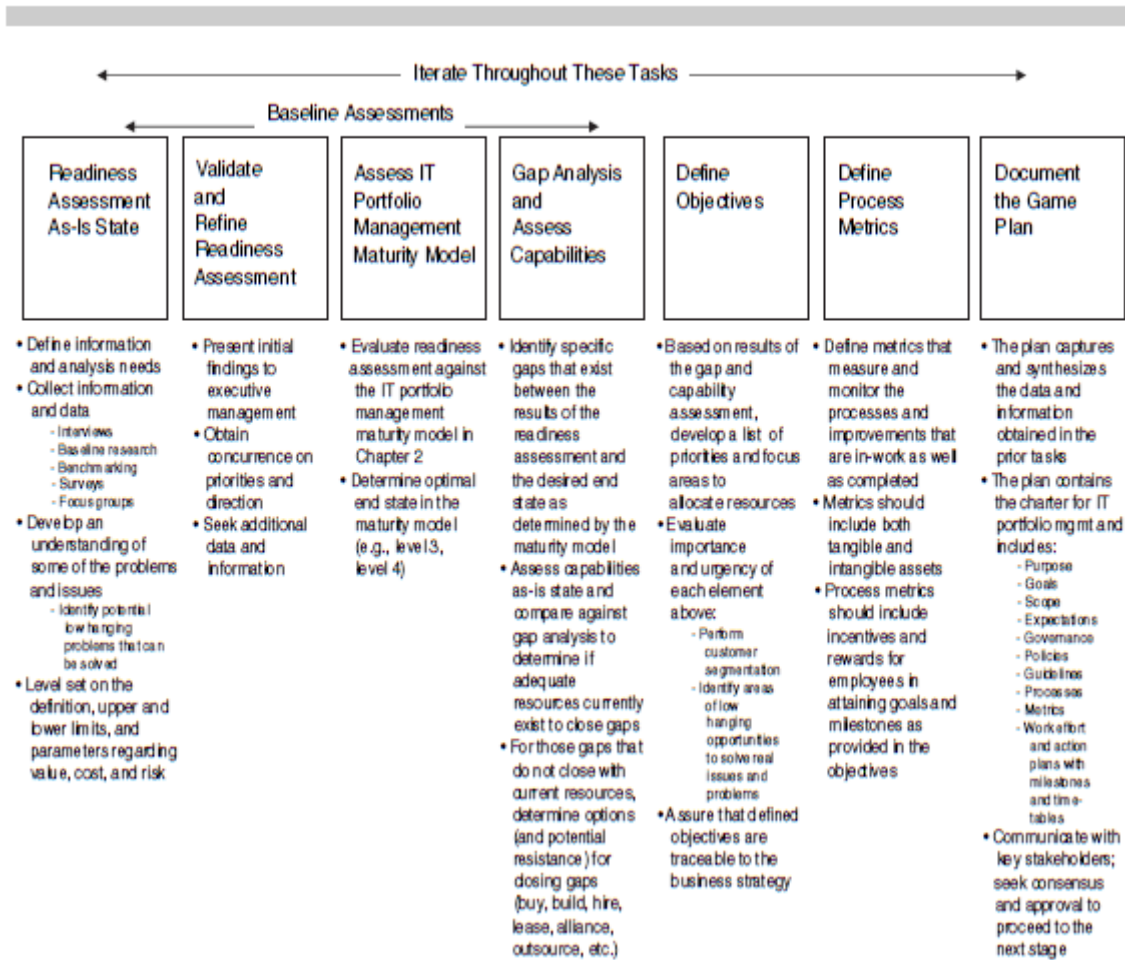 Iterate Throughout These Tasks
Baseline Assessments
Readiness
Assessment
As-Is State
Validate
and
Refine
Readiness
Assessment
Assess IT
Portfolio
Management
Maturity Model
Gap Analysis
and
Assess
Capabilities
Define
Objectives
Define
Process
Metrics
Document
the Game
Plan
• Define information
and analysis needs
• Collect information
and data
- Interviews
- Baseline research
- Benchmarking
- Surveys
- Focus groups
• Develop an
understanding of
some of the problems
and issues
- Identify potential
low hanging
problems that can
be solved
• Level set on the
definition, upper and
lower limits, and
parameters regarding
value, cost, and risk
• Present initial
findings to
executive
management
• Obtain
concurrence on
priorities and
direction
• Seek additional
data and
information
• Evaluate readiness
assessment against
the IT portfolio
management
maturity model in
Chapter 2
• Determine optimal
end state in the
maturity model
(e.g., level 3,
level 4)
• Identify specific
gaps that exist
between the
results of the
readiness
assessment and
the desired end
state as
determined by the
maturity model
• Assess capabilities
as-is state and
compare against
gap analysis to
determine if
adequate
resources currently
exist to close gaps
• For those gaps that
do not close with
current resources,
determine options
(and potential
resistance) for
closing gaps
(buy, build, hire,
lease, alliance,
outsource, etc.)
• Based on results of
the gap and
capability
assessment,
develop a list of
priorities and focus
areas to
allocate resources
• Evaluate
importance
and urgency of
each element
above:
- Perform
customer
segmentation
- Identify areas
of low
hanging
opportunities
to solve real
issues and
problems
• Assure that defined
objectives are
traceable to the
business strategy
• Define metrics that
measure and
monitor the
processes and
improvements that
are in-work as well
as completed
• Metrics should
include both
tangible and
intangible assets
• Process metrics
should include
incentives and
rewards for
employees in
attaining goals and
milestones as
provided in the
objectives
• The plan captures
and synthesizes
the data and
information
obtained in the
prior tasks
• The plan contains
the charter for IT
portfolio mgmt and
includes:
- Purpose
- Goals
- Scope
- Expectations
- Governance
- Policies
- Guidelines
- Processes
- Metrics
- Work effort
and action
plans with
milestones
and time-
tables
• Communicate with
key stakeholders;
seek consensus
and approval to
proceed to the
next stage